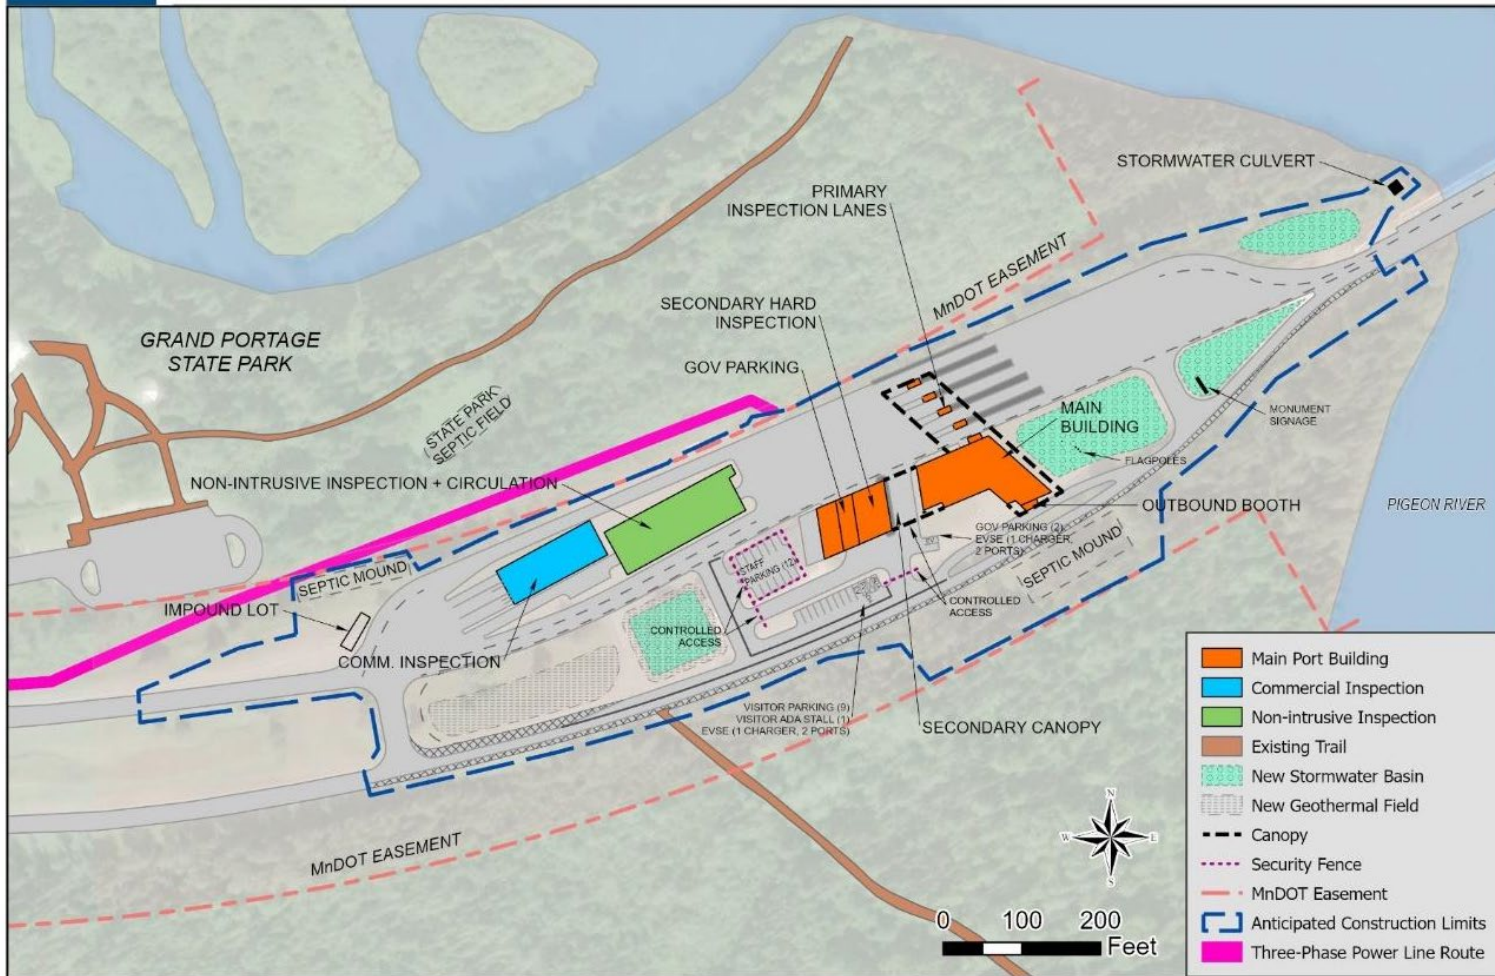 STORMWATER CULVERT
PRIMARY
INSPECTION LANES
MnDOT EASEMENT
SECONDARY HARD
INSPECTION
GRAND PORTAGE
STATE PARK
GOV PARKING
STATE PARK
SEPTIC FIELD
MAIN
BUILDING
MONUMENT
SIGNAGE
FLAGPOLES
NON-INTRUSIVE INSPECTION + CIRCULATION
OUTBOUND BOOTH
PIGEON RIVER
GOV PARKING (2)
EVSE (1 CHARGER,
2 PORTS)
EV
SEPTIC MOUND
STAFF
PARKING (12)
SEPTIC MOUND
IMPOUND LOT
CONTROLLED
ACCESS
CONTROLLED
ACCESS
COMM. INSPECTION
VISITOR PARKING (9)
VISITOR ADA STALL (1)
EVSE (1 CHARGER, 2 PORTS)
SECONDARY CANOPY
MnDOT EASEMENT
N
W
E
S
0 100 200
Feet
Main Port Building
Commercial Inspection
Non-intrusive Inspection
Existing Trail
New Stormwater Basin
New Geothermal Field
Canopy
Security Fence
MnDOT Easement
Anticipated Construction Limits
Three-Phase Power Line Route